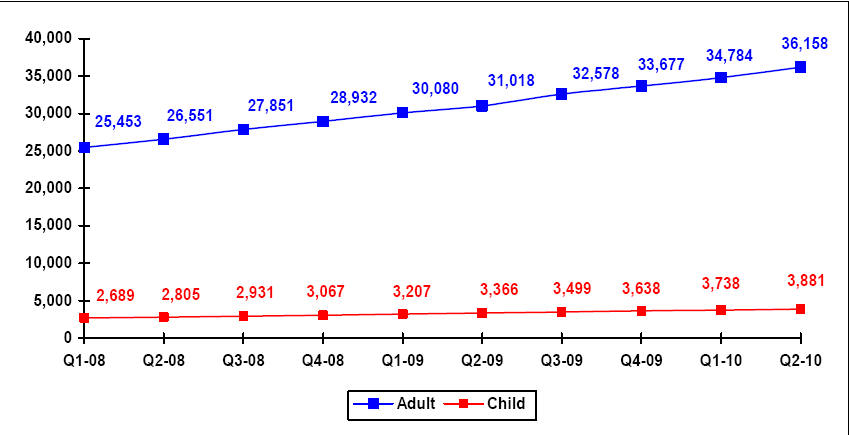 40,000
35,000
30,000
25,000
20,000
15,000
10,000
5,000
0
25,453 26,551 27,851 28,932 30,080 31,018 32,578 33,677 34,784 36,158
2,689 2,805 2,931 3,067 3,207 3,366 3,499 3,638 3,738 3,881
Q1-08 Q2-08 Q3-08 Q4-08 Q1-09 Q2-09 Q3-09 Q4-09 Q1-10 Q2-10
Adult Child